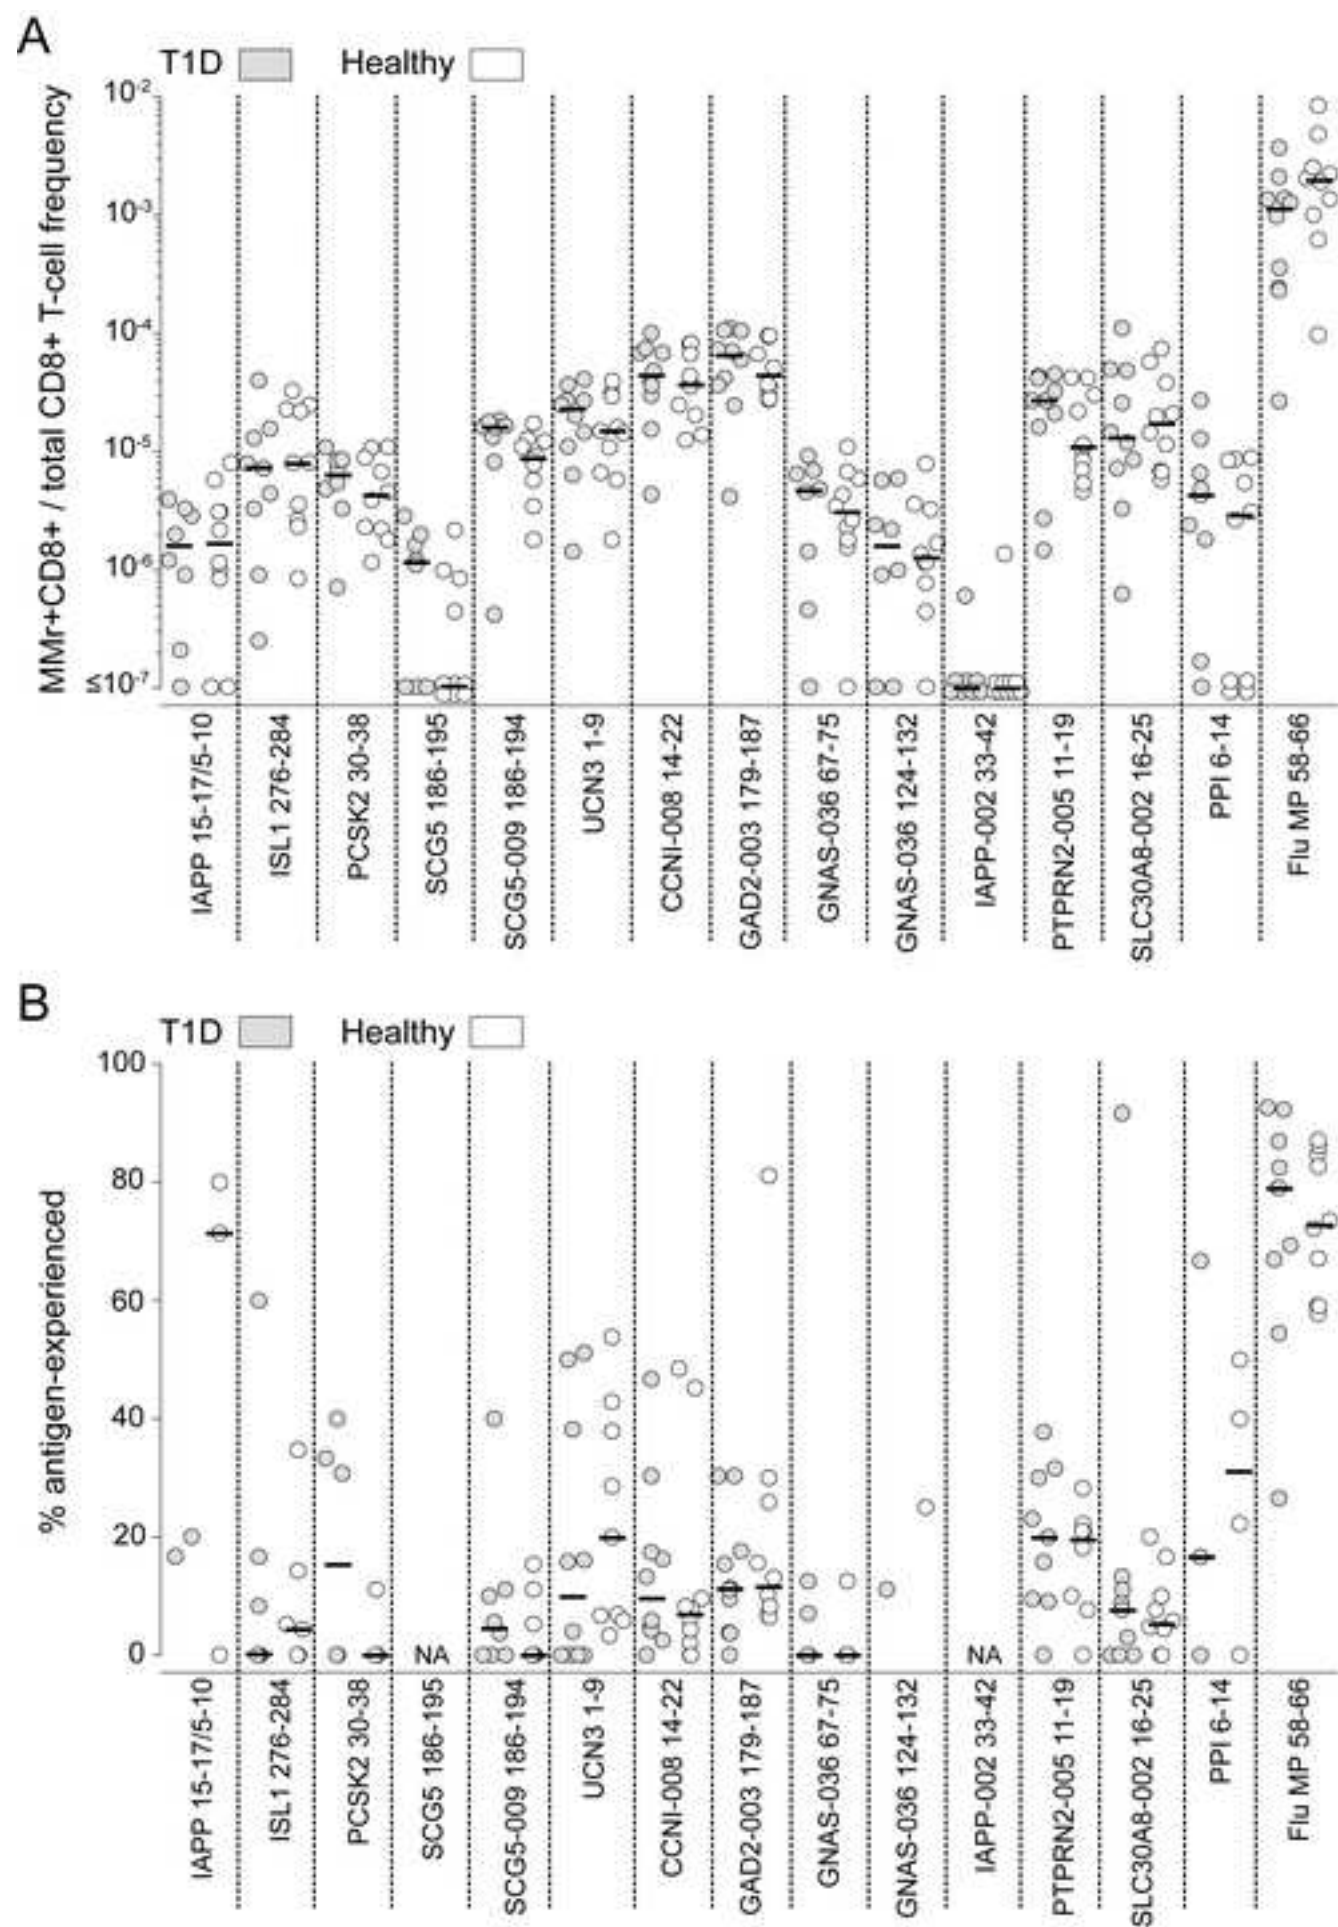 A
T1D Healthy
MMr+CD8+ / total CD8+ T-cell frequency
10-2
10-3
10-4
10-5
10-6
≤10-7
IAPP 15-17/5-10
ISL1 276-284
PCSK2 30-38
SCG5 186-195
SCG5-009 186-194
UCN3 1-9
CCNI-008 14-22
GAD2-003 179-187
GNAS-036 67-75
GNAS-036 124-132
IAPP-002 33-42
PTPRN2-005 11-19
SLC30A8-002 16-25
PPI 6-14
Flu MP 58-66
B
T1D Healthy
% antigen-experienced
100
80
60
40
20
0
NA
NA
IAPP 15-17/5-10
ISL1 276-284
PCSK2 30-38
SCG5 186-195
SCG5-009 186-194
UCN3 1-9
CCNI-008 14-22
GAD2-003 179-187
GNAS-036 67-75
GNAS-036 124-132
IAPP-002 33-42
PTPRN2-005 11-19
SLC30A8-002 16-25
PPI 6-14
Flu MP 58-66